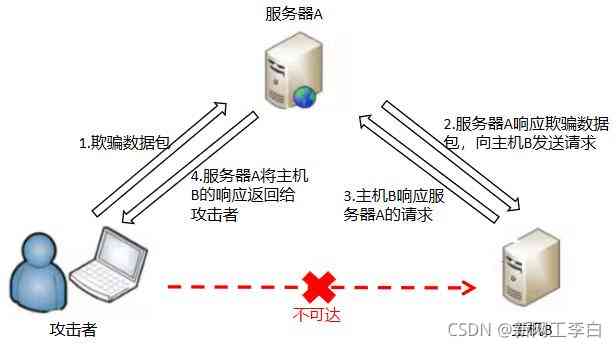 服务器A
1.欺骗数据包
2.服务器A响应欺骗数据
包，向主机B发送请求
4.服务器A将主机
B的响应返回给
攻击者
3.主机B响应服
务器A的请求
不可达
攻击者
主机B
CSDN @工李白